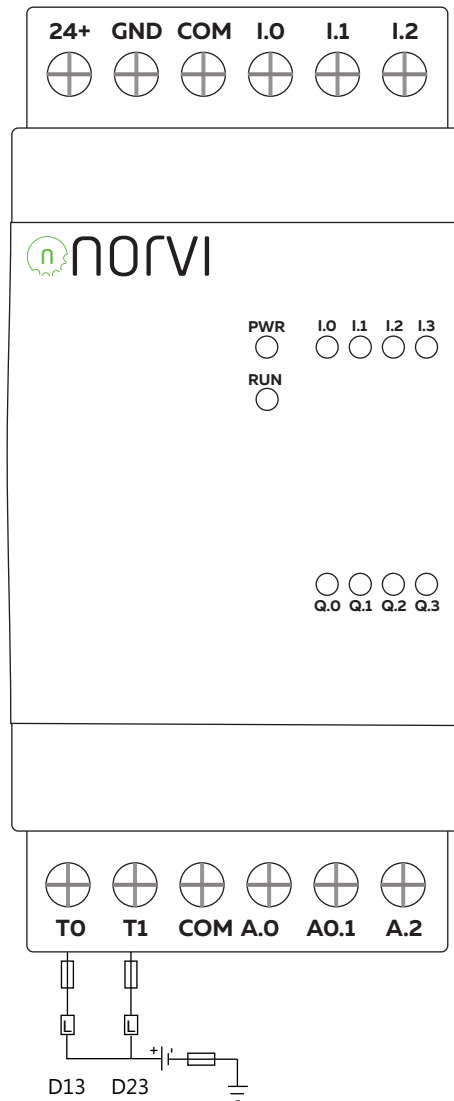 24+ GND COM I.0 I.1 I.2
n norvi
PWR I.0 I.1 I.2 I.3
RUN
Q.0 Q.1 Q.2 Q.3
T0 T1 COM A.0 A0.1 A.2
L L
+ -
D13 D23